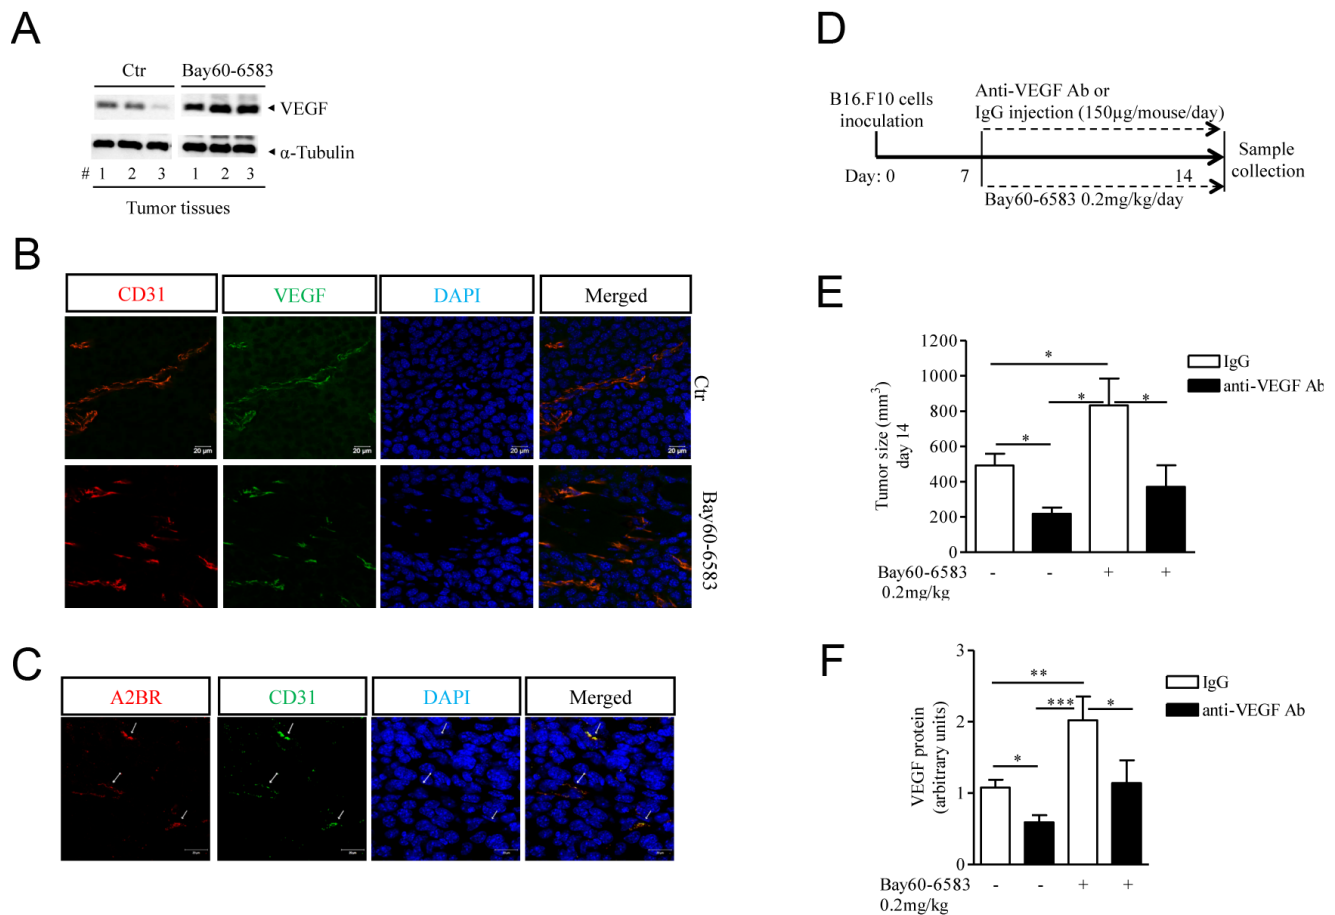 A
Ctr Bay60-6583
VEGF
α-Tubulin
# 1 2 3 1 2 3
Tumor tissues
B
CD31 VEGF DAPI Merged
Ctr
20 µm 20 µm 20 µm 20 µm
Bay60-6583
C
A2BR CD31 DAPI Merged
D
B16.F10 cells
inoculation
Anti-VEGF Ab or
IgG injection (150µg/mouse/day)
Day: 0 7 14
Bay60-6583 0.2mg/kg/day
Sample
collection
E
Tumor size (mm3)
day 14
1200
1000
800
600
400
200
0
* * * *
IgG
anti-VEGF Ab
Bay60-6583 - - + +
0.2mg/kg
F
VEGF protein
(arbitrary units)
3
2
1
0
** *** * *
IgG
anti-VEGF Ab
Bay60-6583 - - + +
0.2mg/kg